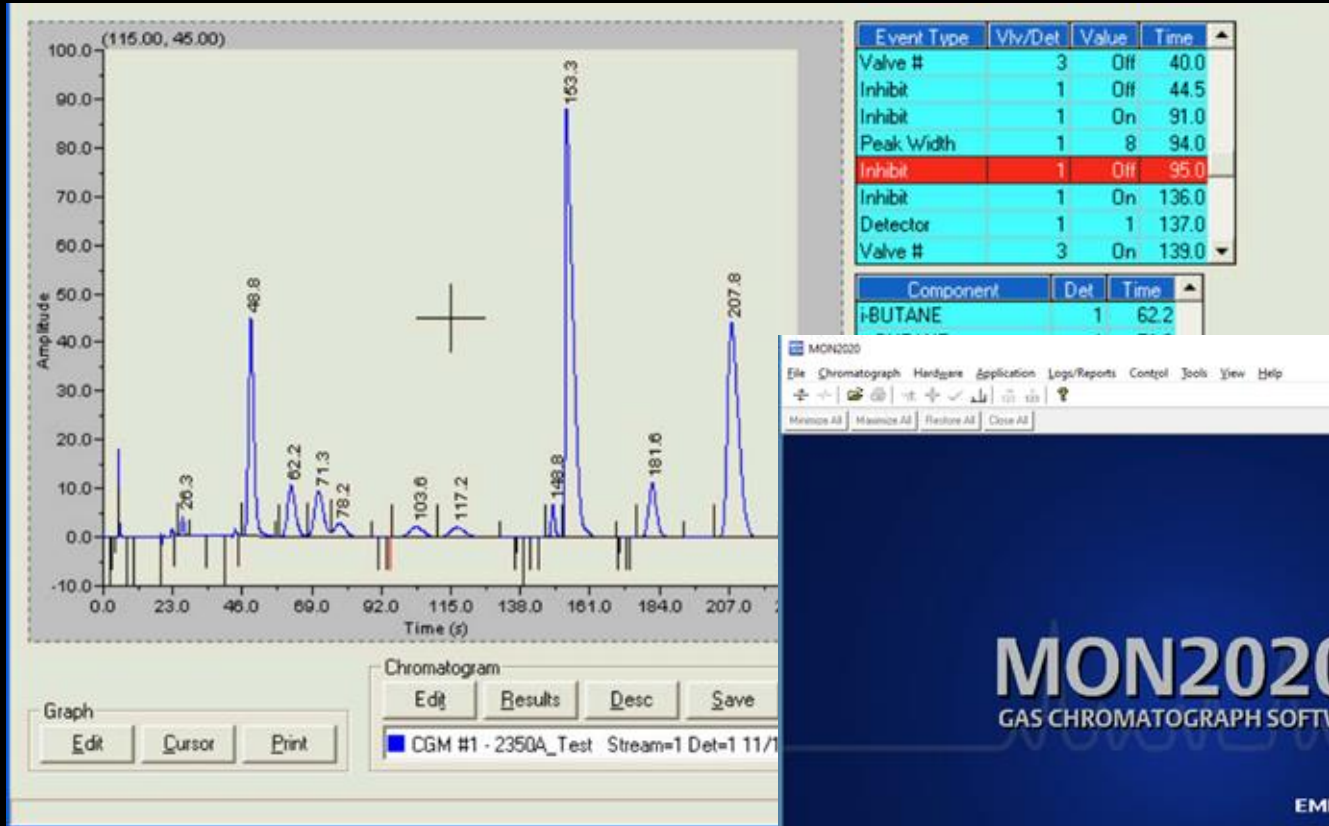 (115.00, 45.00)
100.0
90.0
80.0
70.0
60.0
50.0
40.0
30.0
20.0
10.0
0.0
-10.0
Amplitude
26.3
48.8
62.2
71.3
78.2
103.6
117.2
148.8
153.3
181.6
207.8
0.0 23.0 46.0 69.0 92.0 115.0 138.0 161.0 184.0 207.0
Time (s)
Event Type Vlv/Det Value Time
Valve # 3 Off 40.0
Inhibit 1 Off 44.5
Inhibit 1 On 91.0
Peak Width 1 8 94.0
Inhibit 1 Off 95.0
Inhibit 1 On 136.0
Detector 1 1 137.0
Valve # 3 On 139.0
Component Det Time
i-BUTANE 1 62.2
Graph
Edit Cursor Print
Chromatogram
Edit Results Desc Save
CGM #1 - 2350A_Test Stream=1 Det=1 11/1
MON2020
File Chromatograph Hardware Application Logs/Reports Control Tools View Help
Minimize All Maximize All Restore All Close All
MON2020
GAS CHROMATOGRAPH